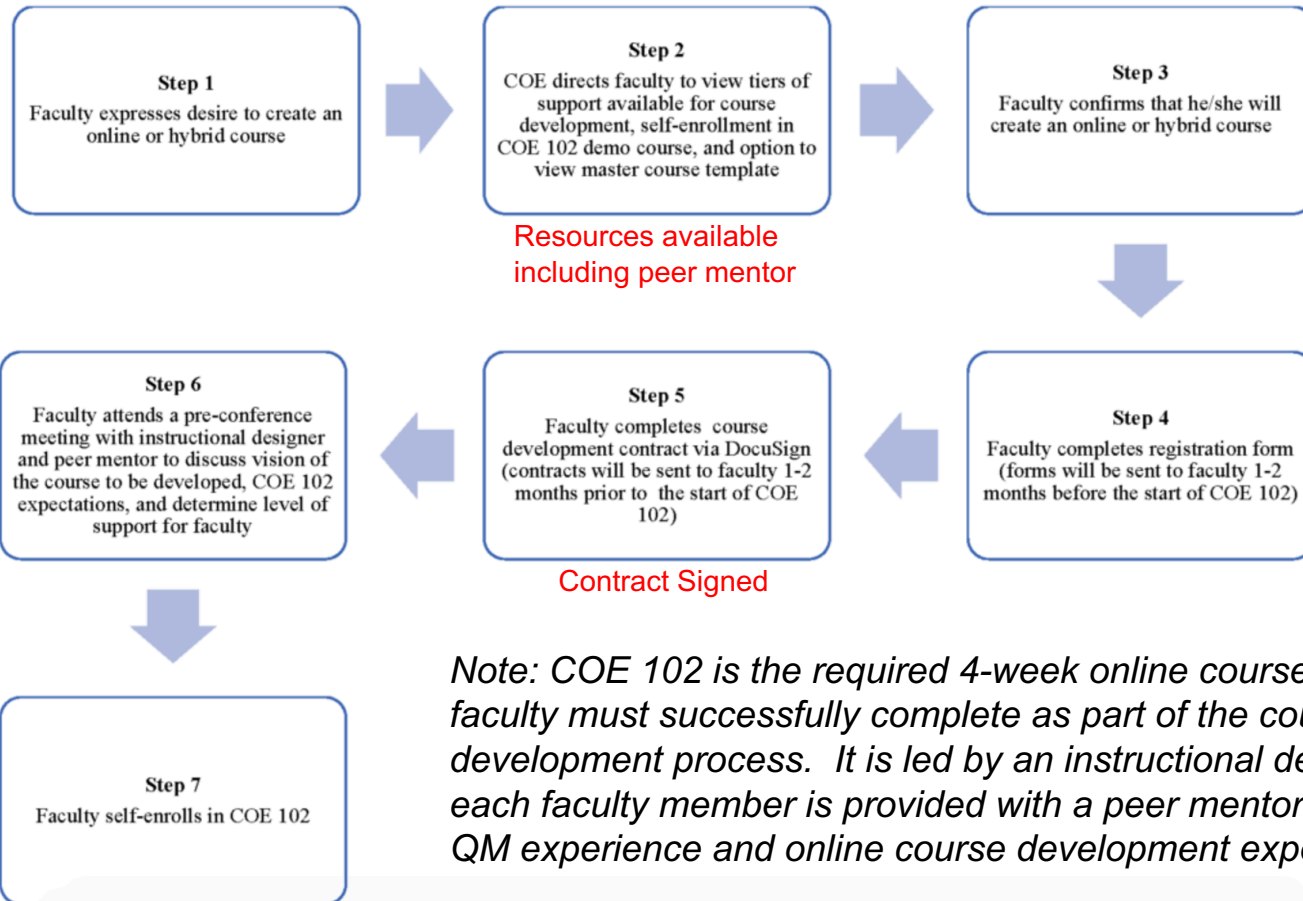 Step 1
Faculty expresses desire to create an
online or hybrid course
Step 2
COE directs faculty to view tiers of
support available for course
development, self-enrollment in
COE 102 demo course, and option to
view master course template
Resources available
including peer mentor
Step 3
Faculty confirms that he/she will
create an online or hybrid course
Step 4
Faculty completes registration form
(forms will be sent to faculty 1-2
months before the start of COE 102)
Step 5
Faculty completes course
development contract via DocuSign
(contracts will be sent to faculty 1-2
months prior to the start of COE
102)
Contract Signed
Step 6
Faculty attends a pre-conference
meeting with instructional designer
and peer mentor to discuss vision of
the course to be developed, COE 102
expectations, and determine level of
support for faculty
Step 7
Faculty self-enrolls in COE 102
Note: COE 102 is the required 4-week online course
faculty must successfully complete as part of the
development process. It is led by an instructional
each faculty member is provided with a peer mentor
QM experience and online course development